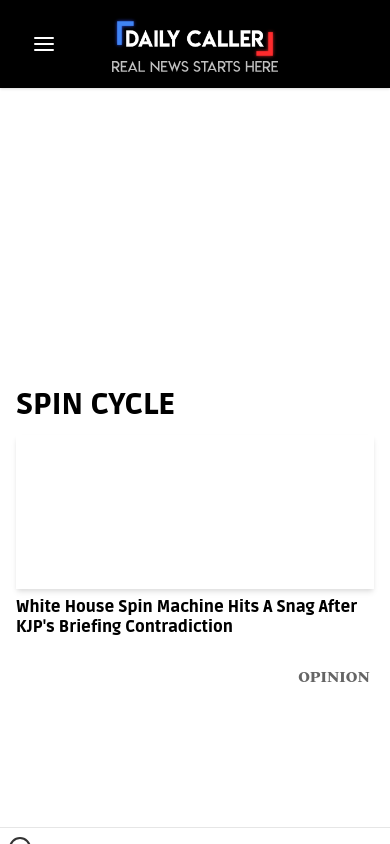 DAILY CALLER
REAL NEWS STARTS HERE
SPIN CYCLE
White House Spin Machine Hits A Snag After
KJP's Briefing Contradiction
OPINION